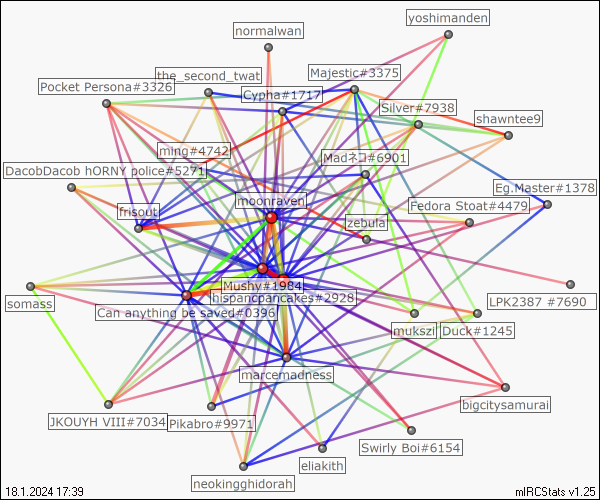 yoshimanden
normalwan
the_second_twat
Majestic#3375
Pocket Persona#3326
Cypha#1717
Silver#7938
shawntee9
ming#4742
Madネコ#6901
DacobDacob hORNY police#5271
Eg.Master#1378
moonraven
Fedora Stoat#4479
frisout
zebula
Mushy#1984
hispancpancakes#2928
LPK2387 #7690
somass
Can anything be saved#0396
mukszil
Duck#1245
marcemadness
bigcitysamurai
JKOUYH VIII#7034
Pikabro#9971
Swirly Boi#6154
eliakith
neokingghidorah
18.1.2024 17:39
mIRCStats v1.25